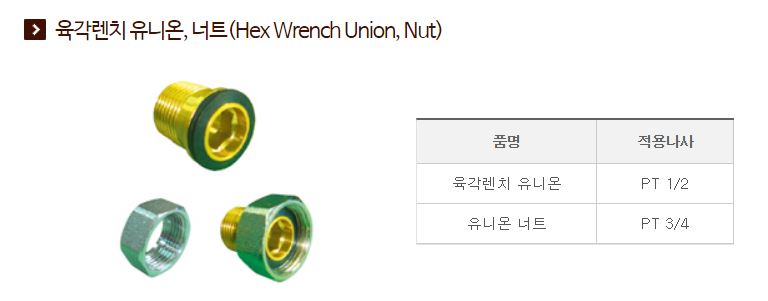 육각렌치 유니온, 너트(Hex Wrench Union, Nut)
품명 적용나사
육각렌치 유니온 PT 1/2
유니온 너트 PT 3/4